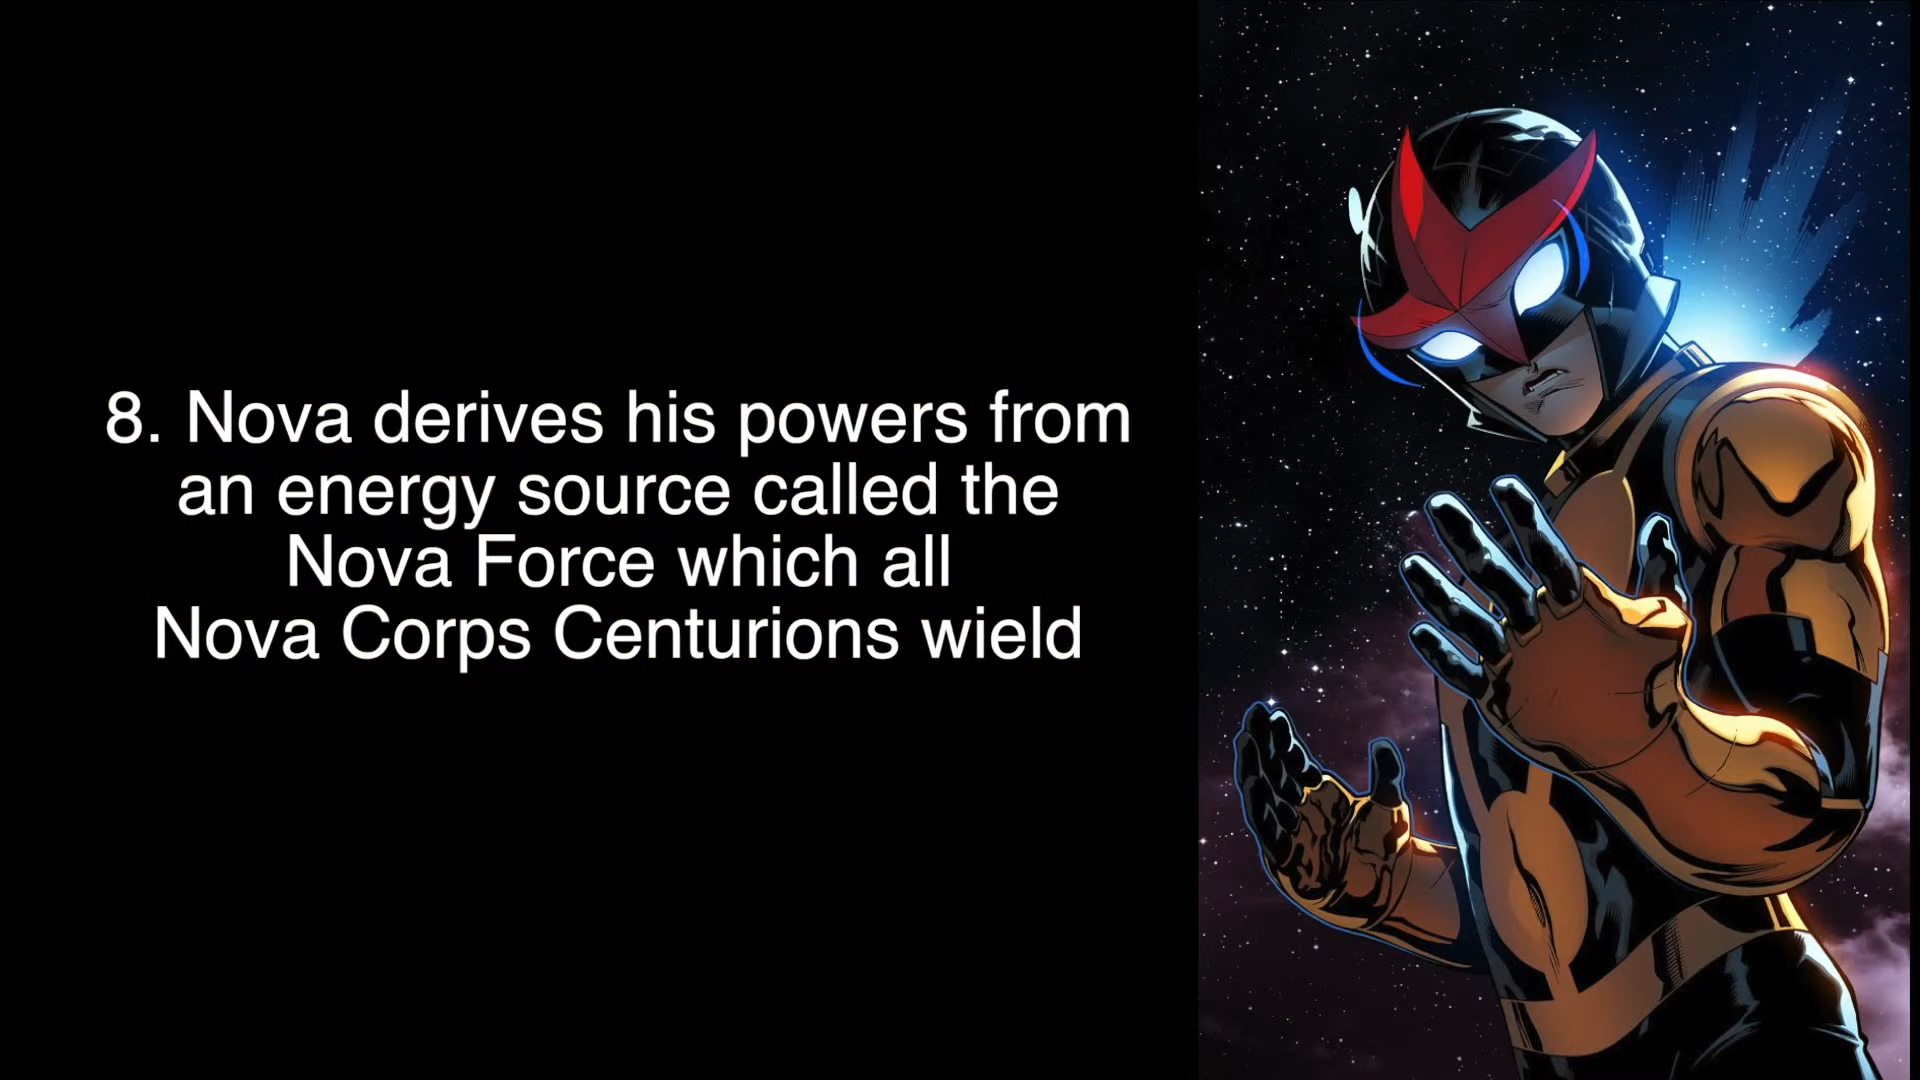 8. Nova derives his powers from
an energy source called the
Nova Force which all
Nova Corps Centurions wield